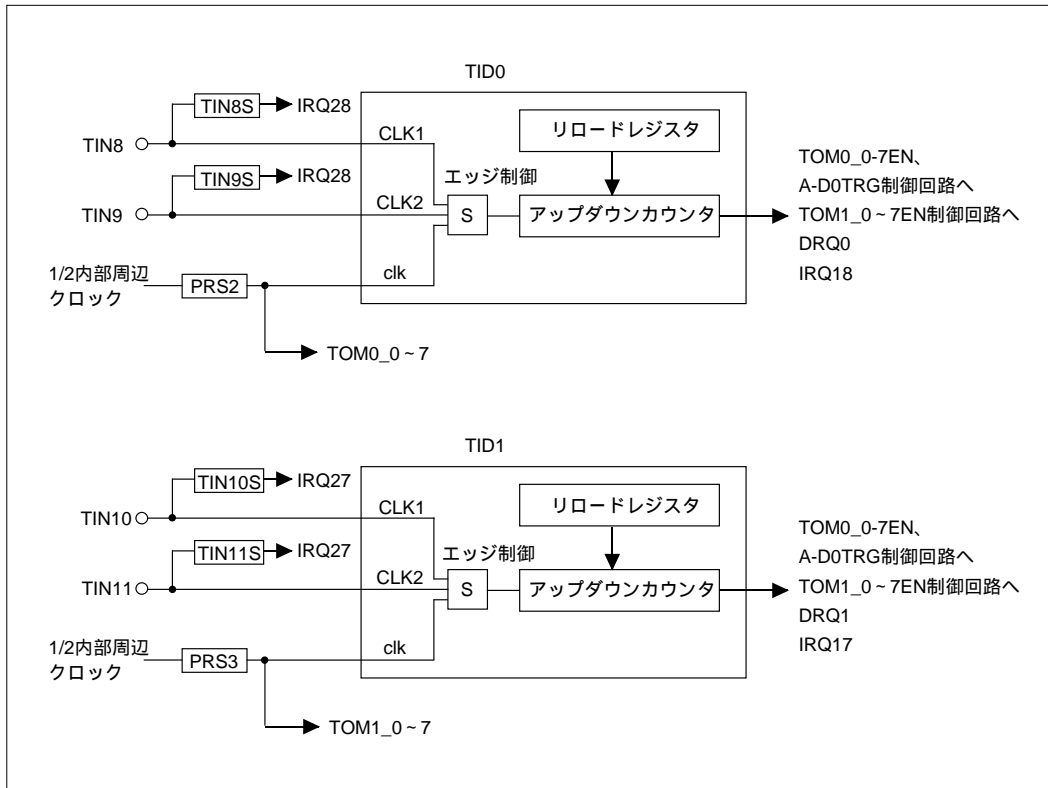 TID0
TIN8S
IRQ28
TIN8
CLK1
リロードレジスタ
TIN9S
IRQ28
TIN9
CLK2
エッジ制御
S
アップダウンカウンタ
TOM0_0-7EN、
A-D0TRG制御回路へ
TOM1_0~7EN制御回路へ
DRQ0
IRQ18
1/2内部周辺
クロック
PRS2
clk
TOM0_0~7
TID1
TIN10S
IRQ27
TIN10
CLK1
リロードレジスタ
TIN11S
IRQ27
TIN11
CLK2
エッジ制御
S
アップダウンカウンタ
TOM0_0-7EN、
A-D0TRG制御回路へ
TOM1_0~7EN制御回路へ
DRQ1
IRQ17
1/2内部周辺
クロック
PRS3
clk
TOM1_0~7